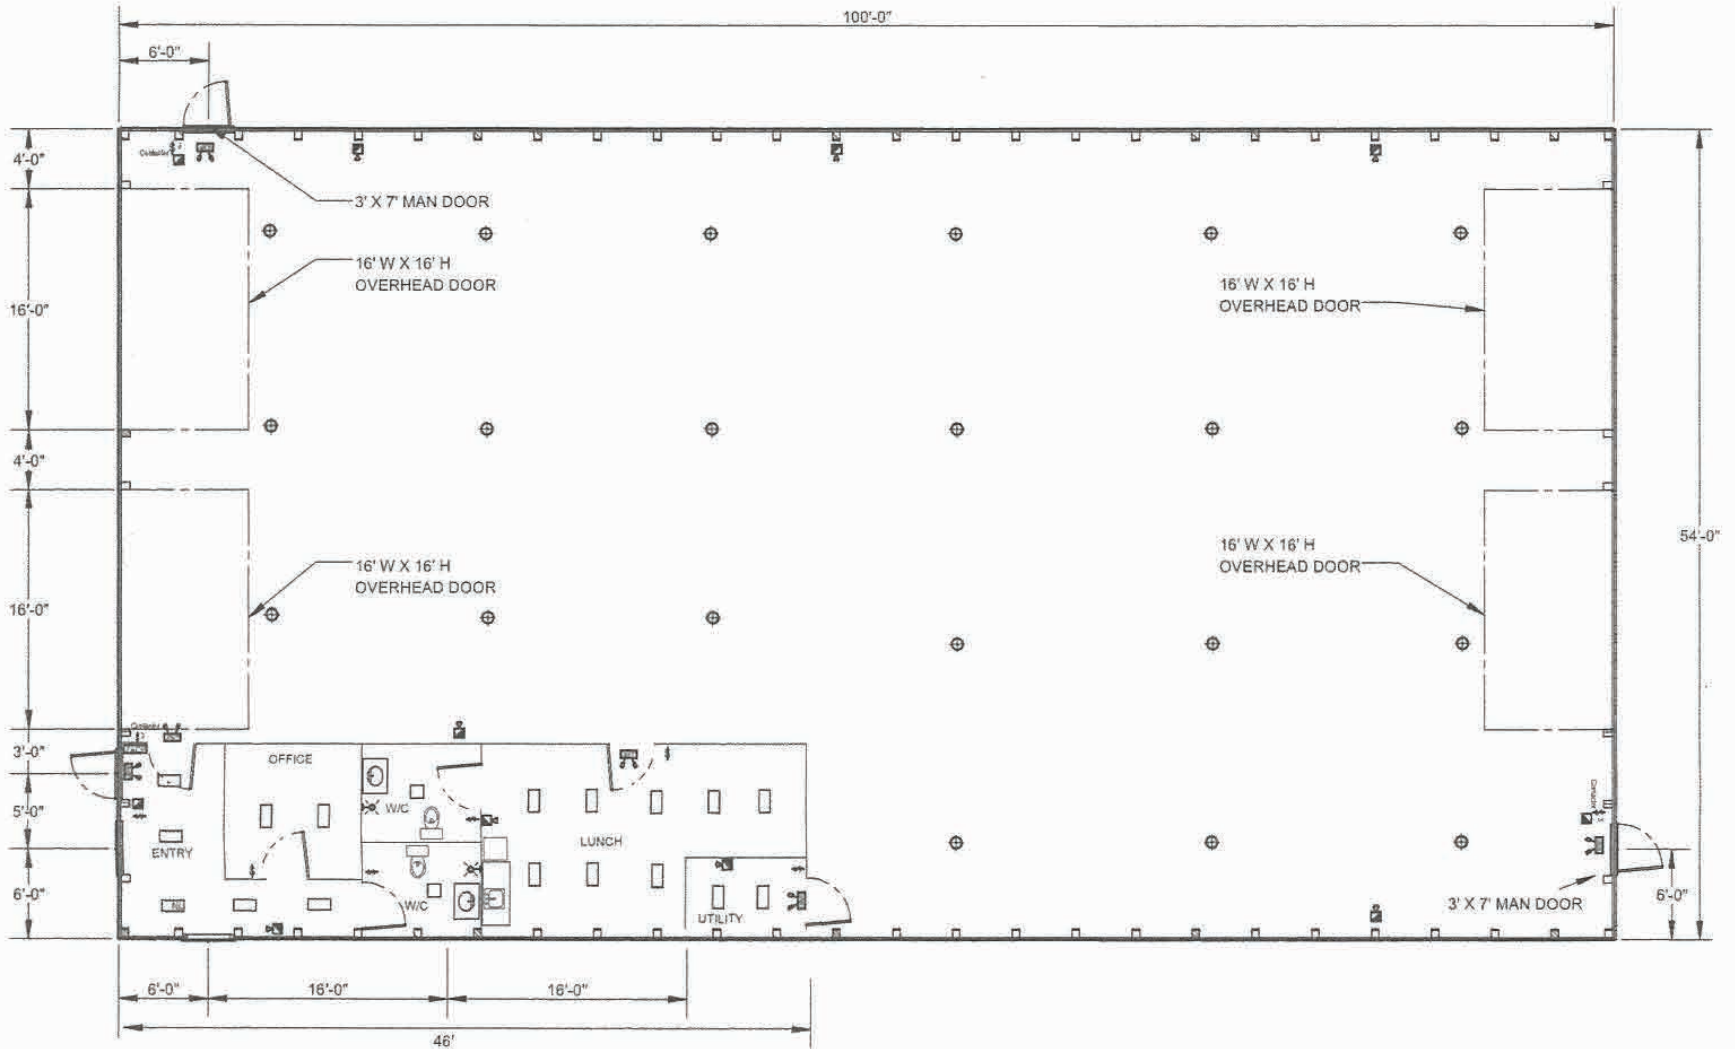 100'-0"
6'-0"
4'-0"
3' X 7' MAN DOOR
16' W X 16' H
OVERHEAD DOOR
16' W X 16' H
OVERHEAD DOOR
16'-0"
4'-0"
54'-0"
16' W X 16' H
OVERHEAD DOOR
16' W X 16' H
OVERHEAD DOOR
16'-0"
3'-0"
OFFICE
W/C
5'-0"
LUNCH
ENTRY
6'-0"
NL
W/C
UTILITY
3' X 7' MAN DOOR
6'-0"
6'-0"
16'-0"
16'-0"
46'